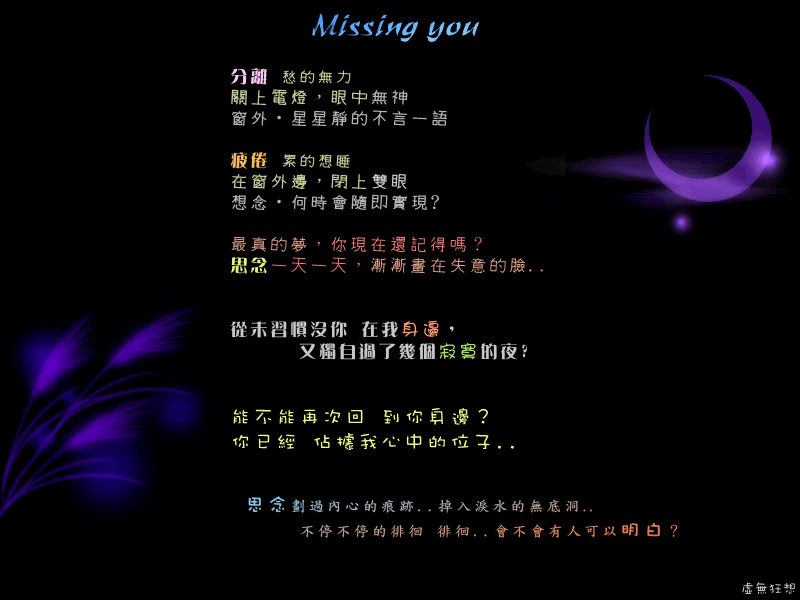 Missing you
分離 愁的無力
關上電燈，眼中無神
窗外·星星靜的不言一語
疲倦 累的想睡
在窗外邊，閉上雙眼
想念·何時會隨即實現?
最真的夢，你現在還記得嗎？
思念一天一天，漸漸畫在失意的臉..
從未習慣沒你 在我身邊，
又獨自過了幾個寂寞的夜?
能不能再次回 到你身邊？
你已經 佔據我心中的位子..
思念劃過內心的痕跡..掉入淚水的無底洞..
不停不停的徘徊 徘徊..會不會有人可以明白？
虛無狂想